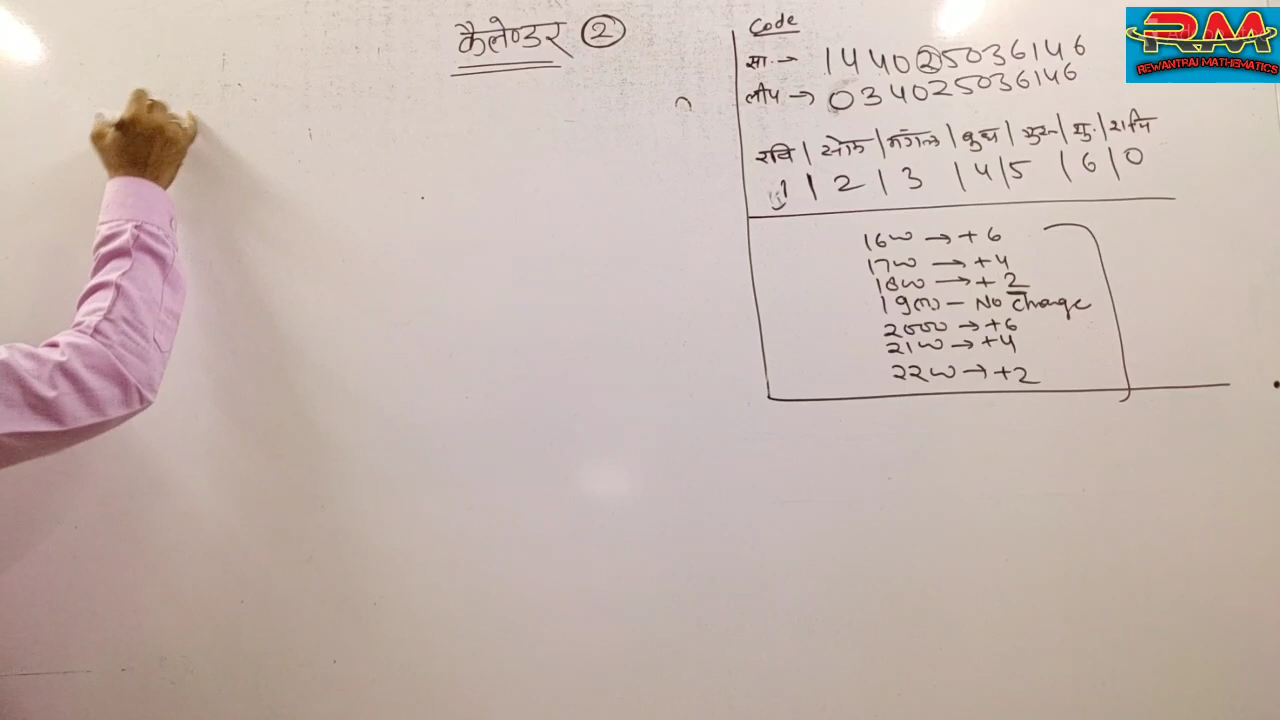 कैलेण्डर 2
Code
सा. → 144025036146
लीप → 034025036146
रवि | सोम | मंगल | बुध | गुरु | शु. | शनि
1 | 2 | 3 | 4 | 5 | 6 | 0
1600 → +6
1700 → +4
1800 → +2
1900 – No Change
2000 → +6
2100 → +4
2200 → +2
RM
REWANTRAJ MATHEMATICS